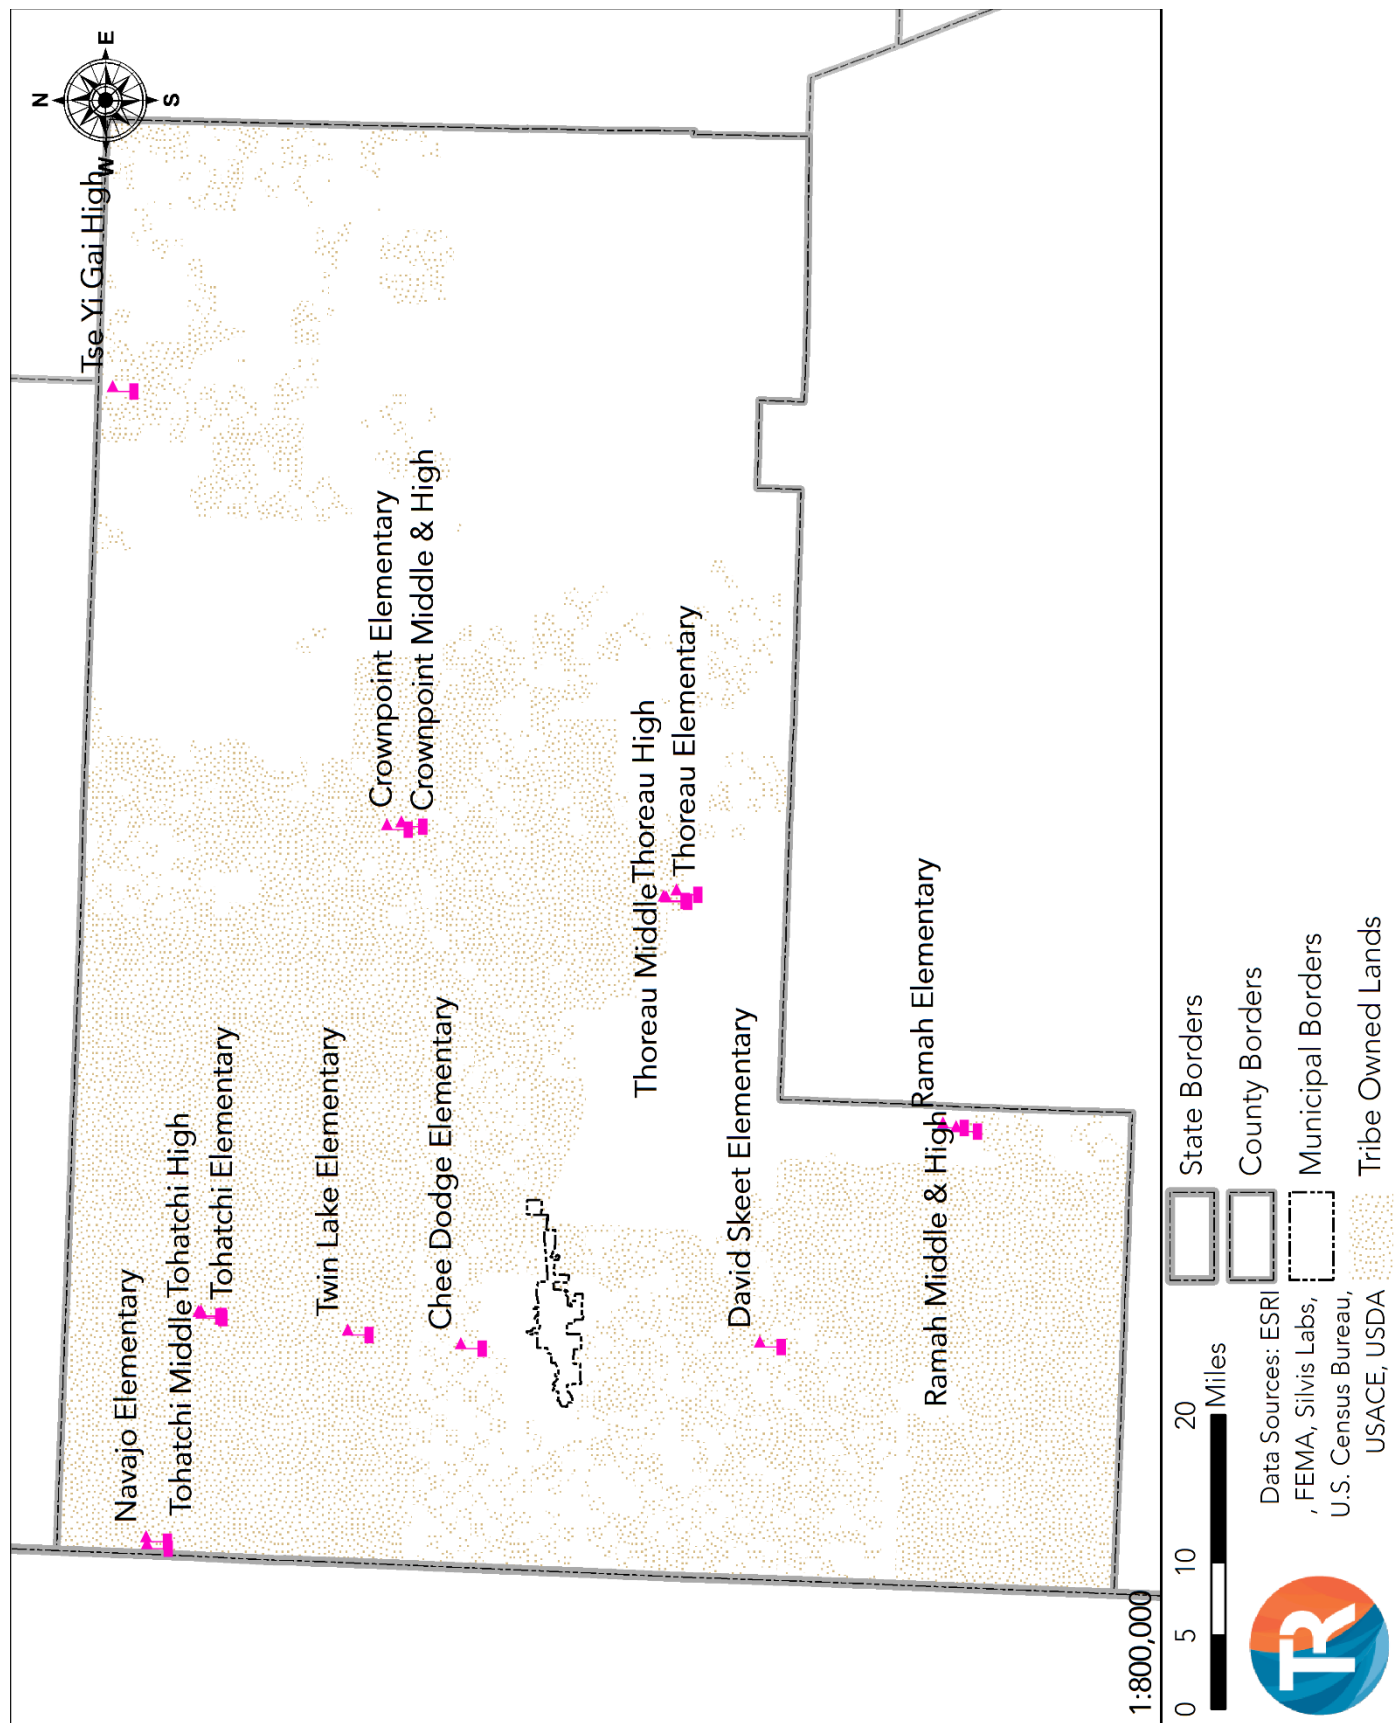 N
E
S
W
Tse Yi Gai High
Navajo Elementary
Tohatchi Middle
Tohatchi High
Tohatchi Elementary
Twin Lake Elementary
Crownpoint Elementary
Crownpoint Middle & High
Chee Dodge Elementary
Thoreau Middle
Thoreau High
Thoreau Elementary
David Skeet Elementary
Ramah Elementary
Ramah Middle & High
1:800,000
0 5 10 20
Miles
Data Sources: ESRI
, FEMA, Silvis Labs,
U.S. Census Bureau,
USACE, USDA
State Borders
County Borders
Municipal Borders
Tribe Owned Lands
TR